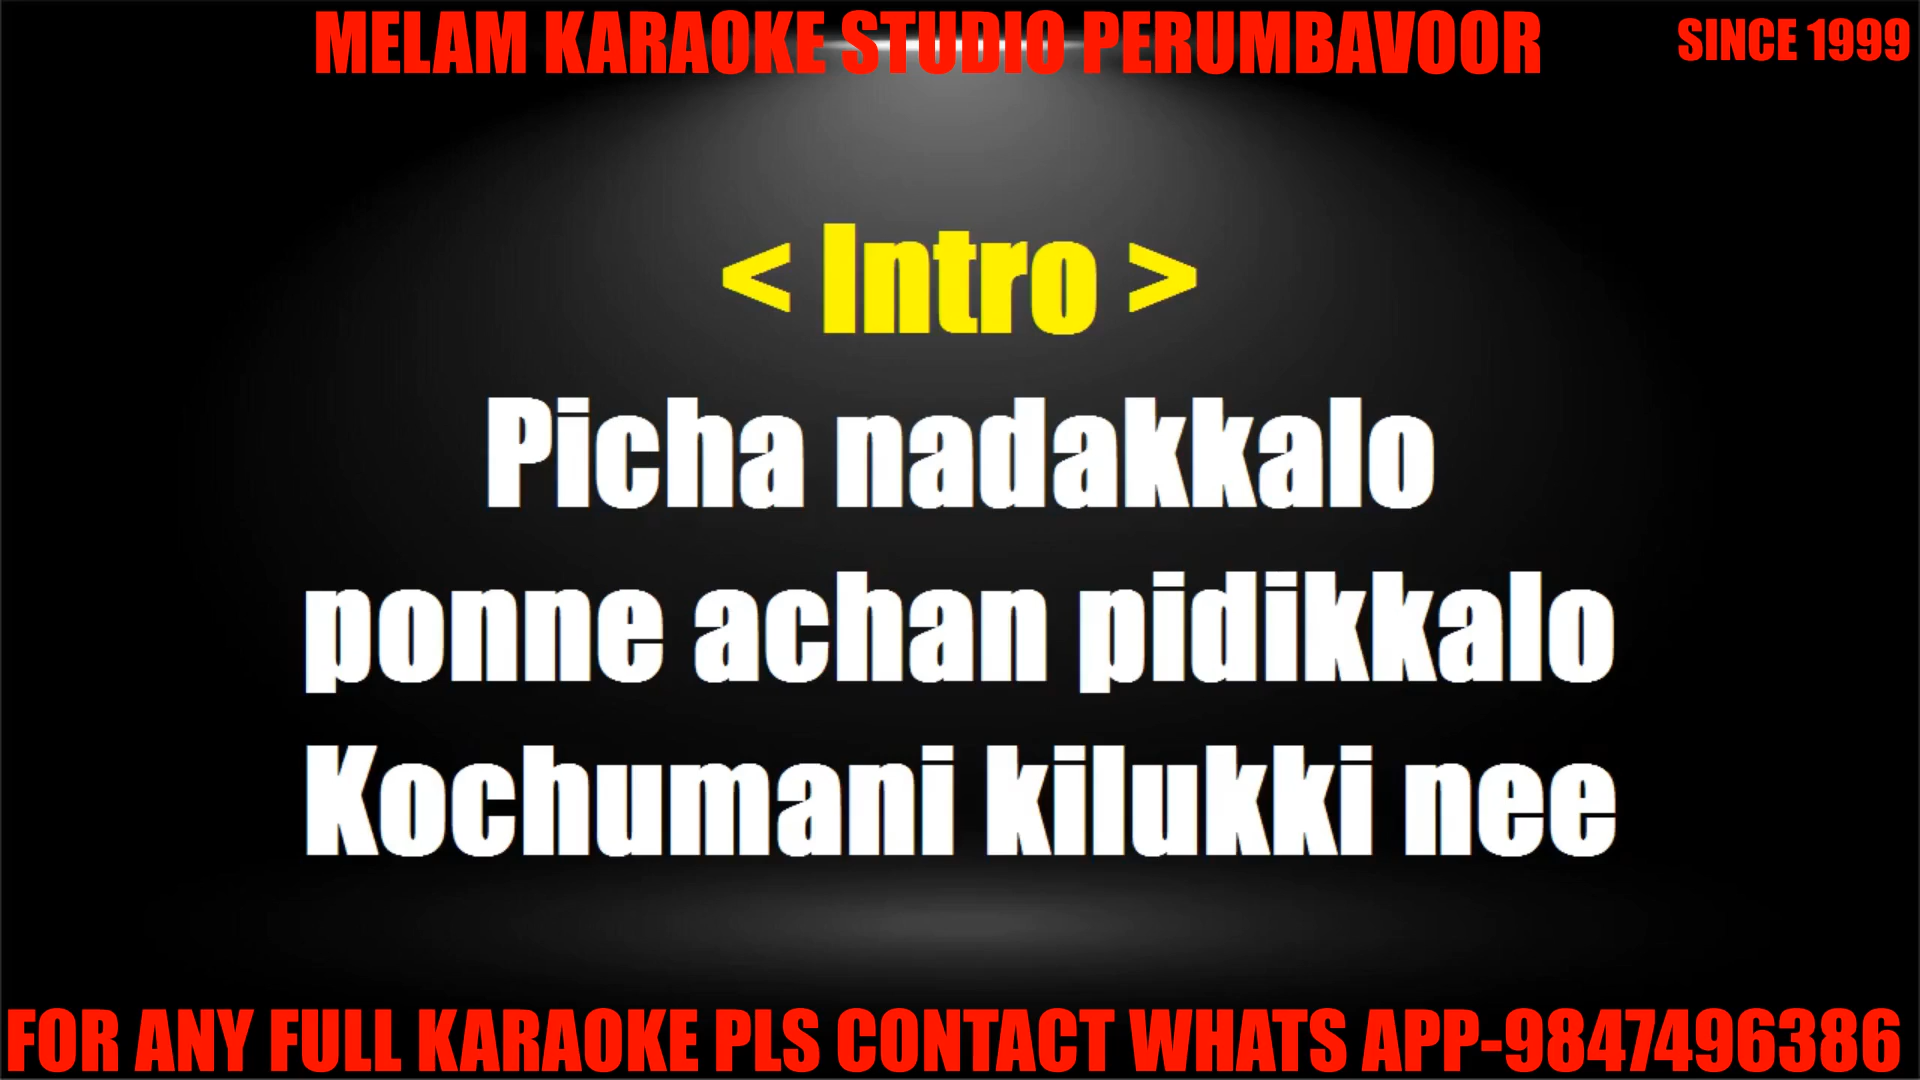 MELAM KARAOKE STUDIO PERUMBAVOOR
SINCE 1999
< Intro >
Picha nadakkalo
ponne achan pidikkalo
Kochumani kilukki nee
FOR ANY FULL KARAOKE PLS CONTACT WHATS APP-9847496386